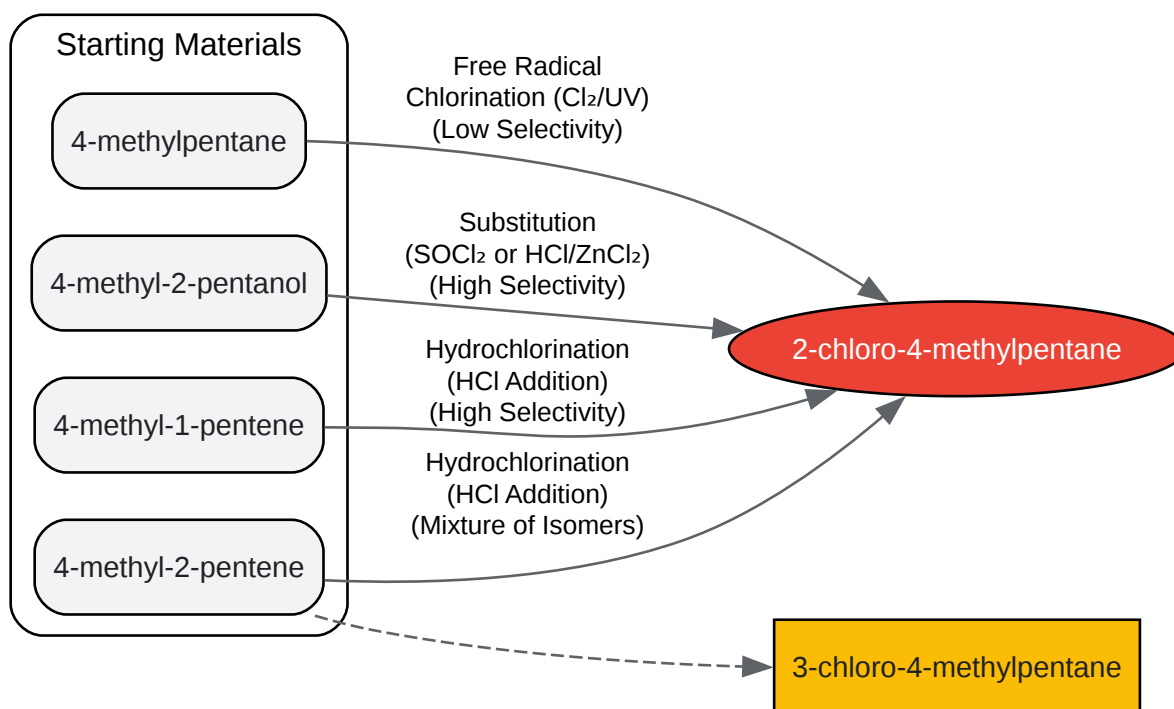 Starting Materials
4-methylpentane
Free Radical
Chlorination (Cl₂/UV)
(Low Selectivity)
4-methyl-2-pentanol
Substitution
(SOCl₂ or HCl/ZnCl₂)
(High Selectivity)
2-chloro-4-methylpentane
4-methyl-1-pentene
Hydrochlorination
(HCl Addition)
(High Selectivity)
4-methyl-2-pentene
Hydrochlorination
(HCl Addition)
(Mixture of Isomers)
3-chloro-4-methylpentane